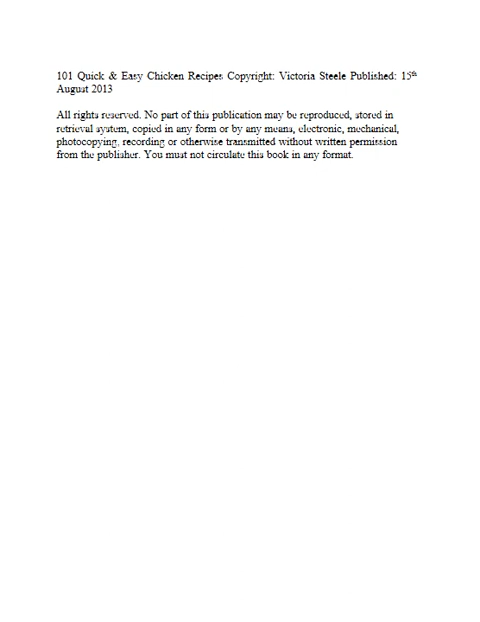 101 Quick & Easy Chicken Recipes Copyright: Victoria Steele Published: 15th
August 2013
All rights reserved. No part of this publication may be reproduced, stored in
retrieval system, copied in any form or by any means, electronic, mechanical,
photocopying, recording or otherwise transmitted without written permission
from the publisher. You must not circulate this book in any format.